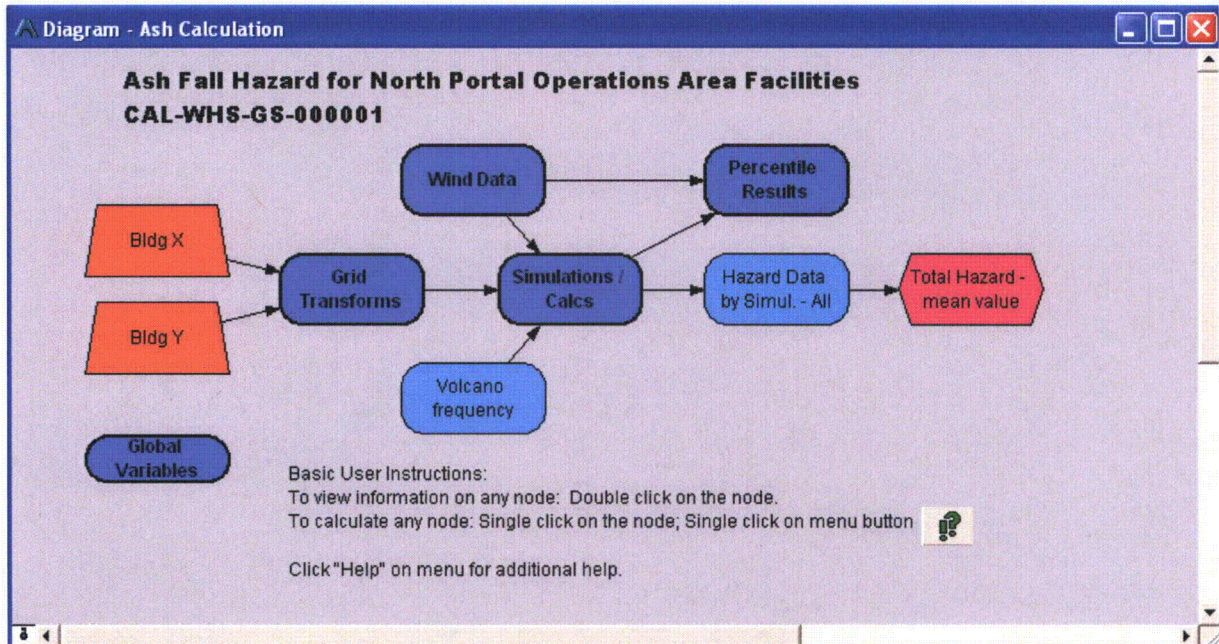 Diagram - Ash Calculation
Ash Fall Hazard for North Portal Operations Area Facilities
CAL-WHS-GS-000001
Wind Data
Percentile
Results
Bldg X
Grid
Transforms
Simulations /
Calcs
Hazard Data
by Simul. - All
Total Hazard -
mean value
Bldg Y
Volcano
frequency
Global
Variables
Basic User Instructions:
To view information on any node: Double click on the node.
To calculate any node: Single click on the node; Single click on menu button
Click "Help" on menu for additional help.